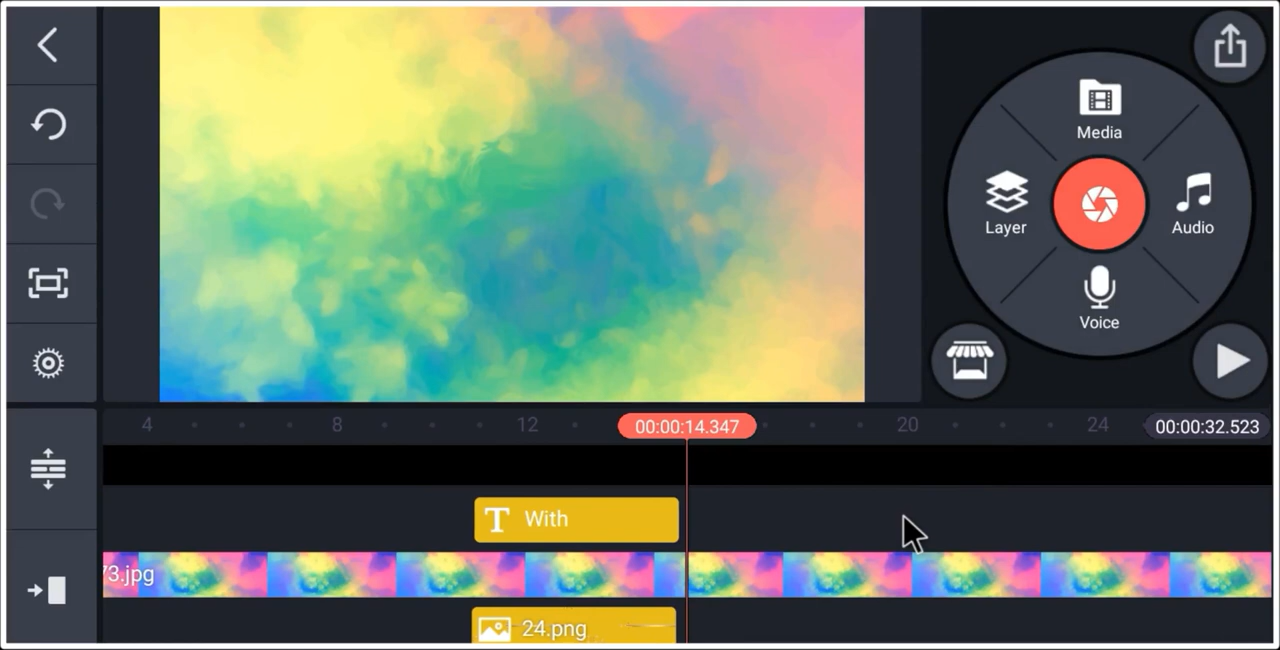 Media
Layer
Audio
Voice
4 8 12 00:00:14.347 20 24 00:00:32.523
T With
73.jpg
24.png